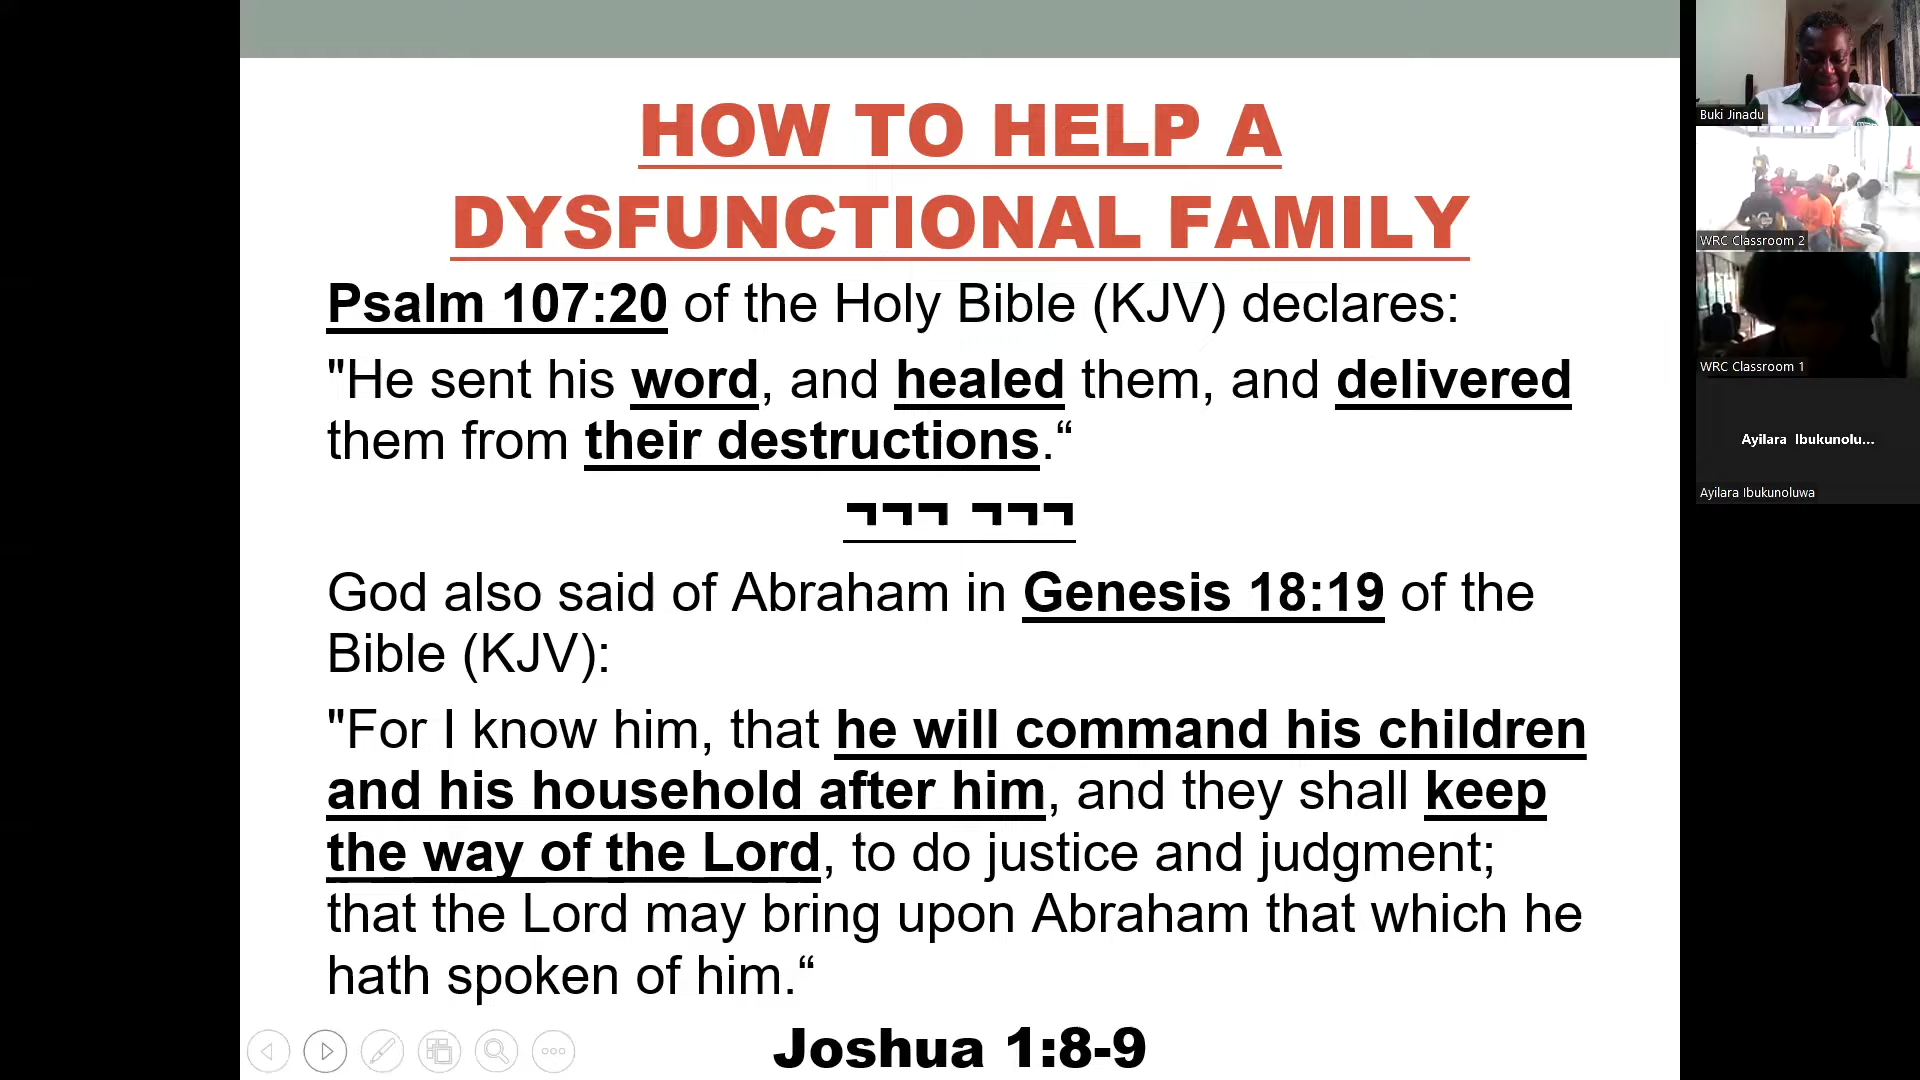 HOW TO HELP A
DYSFUNCTIONAL FAMILY
Psalm 107:20 of the Holy Bible (KJV) declares:
"He sent his word, and healed them, and delivered
them from their destructions.“
¬¬¬ ¬¬¬
God also said of Abraham in Genesis 18:19 of the
Bible (KJV):
"For I know him, that he will command his children
and his household after him, and they shall keep
the way of the Lord, to do justice and judgment;
that the Lord may bring upon Abraham that which he
hath spoken of him.“
Joshua 1:8-9
Buki Jinadu
WRC Classroom 2
WRC Classroom 1
Ayilara Ibukunolu...
Ayilara Ibukunoluwa